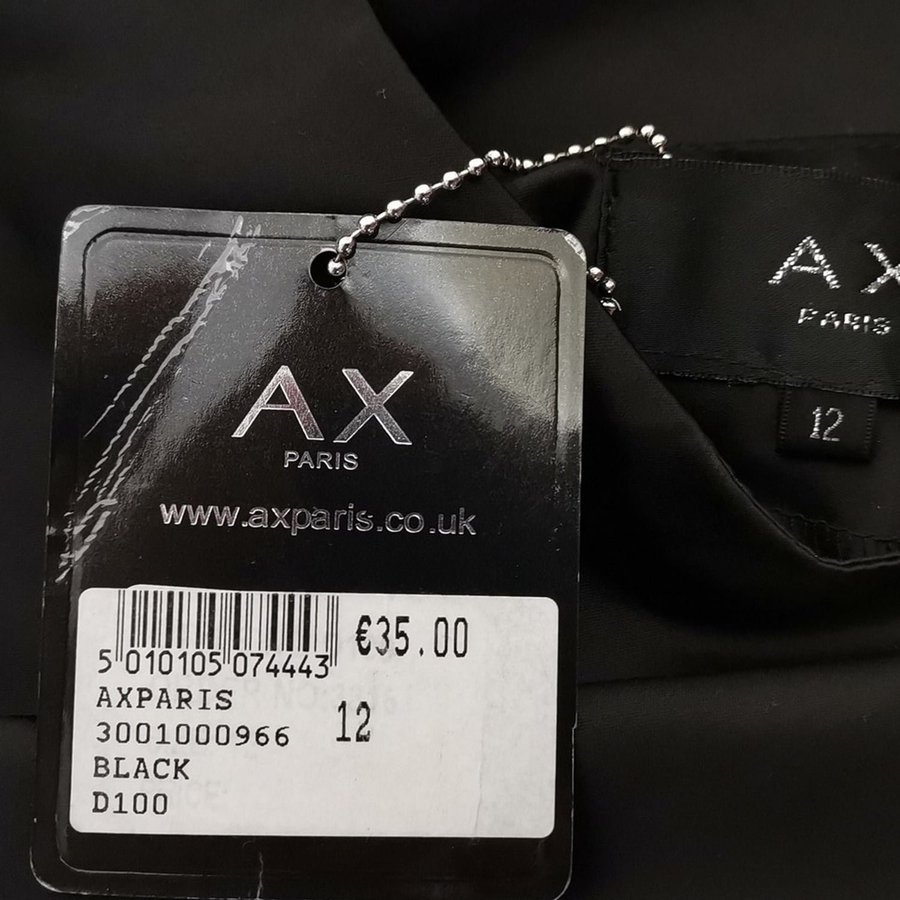 AX
PARIS
www.axparis.co.uk
5 010105 074443
€35.00
AXPARIS
3001000966
12
BLACK
D100
AX
PARIS
12